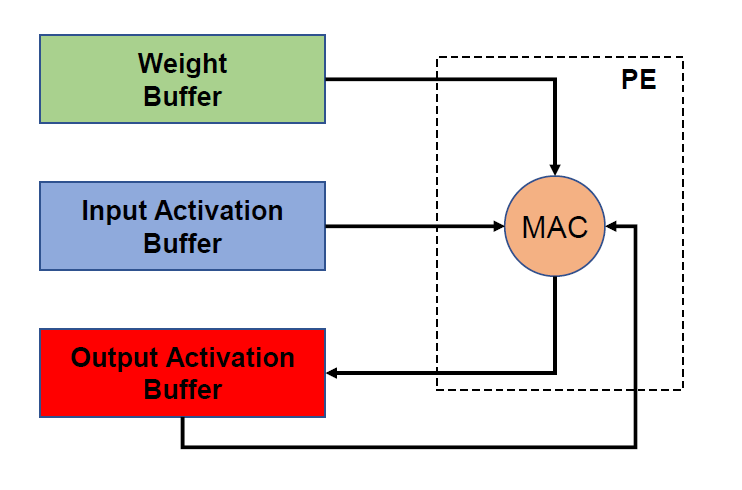 Weight
Buffer
PE
Input Activation
Buffer
MAC
Output Activation
Buffer